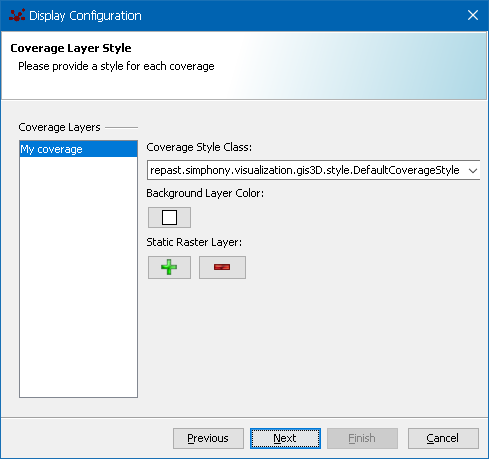 Display Configuration
Coverage Layer Style
Please provide a style for each coverage
Coverage Layers
My coverage
Coverage Style Class:
repast.simphony.visualization.gis3D.style.DefaultCoverageStyle
Background Layer Color:
Static Raster Layer:
Previous
Next
Finish
Cancel